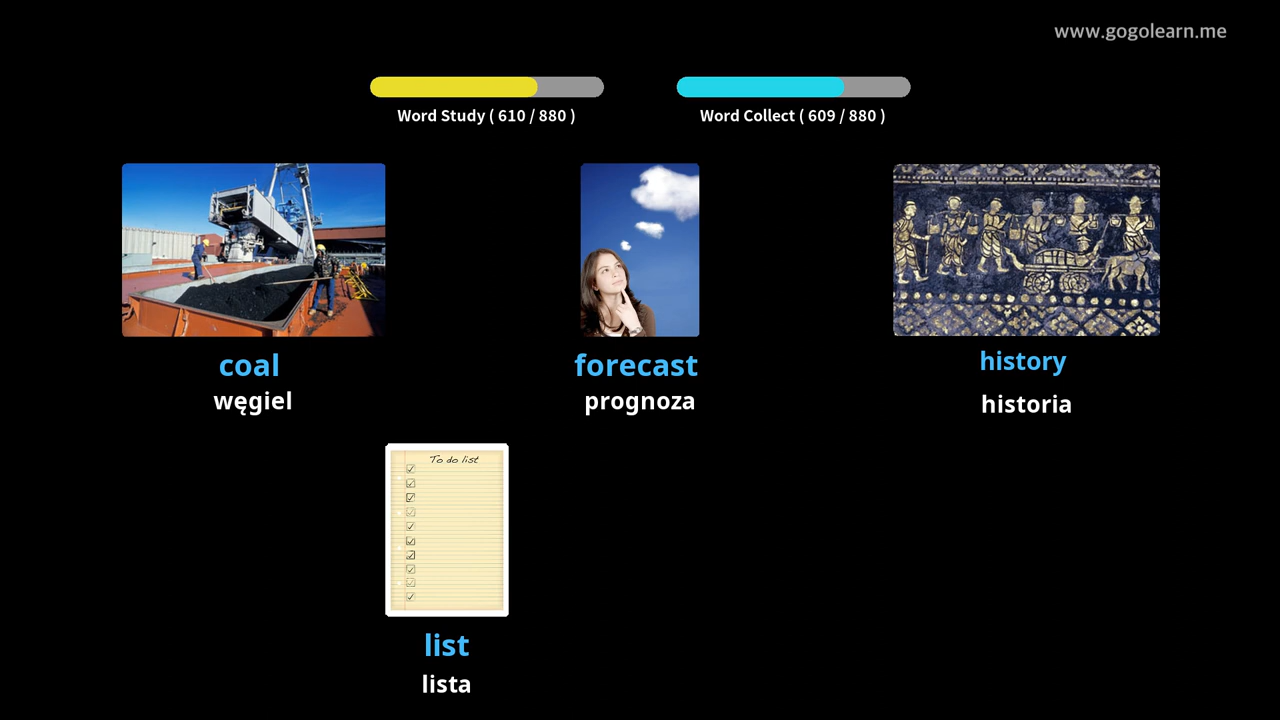 www.gogolearn.me
Word Study ( 610 / 880 )
Word Collect ( 609 / 880 )
coal
węgiel
forecast
prognoza
history
historia
To do list
list
lista